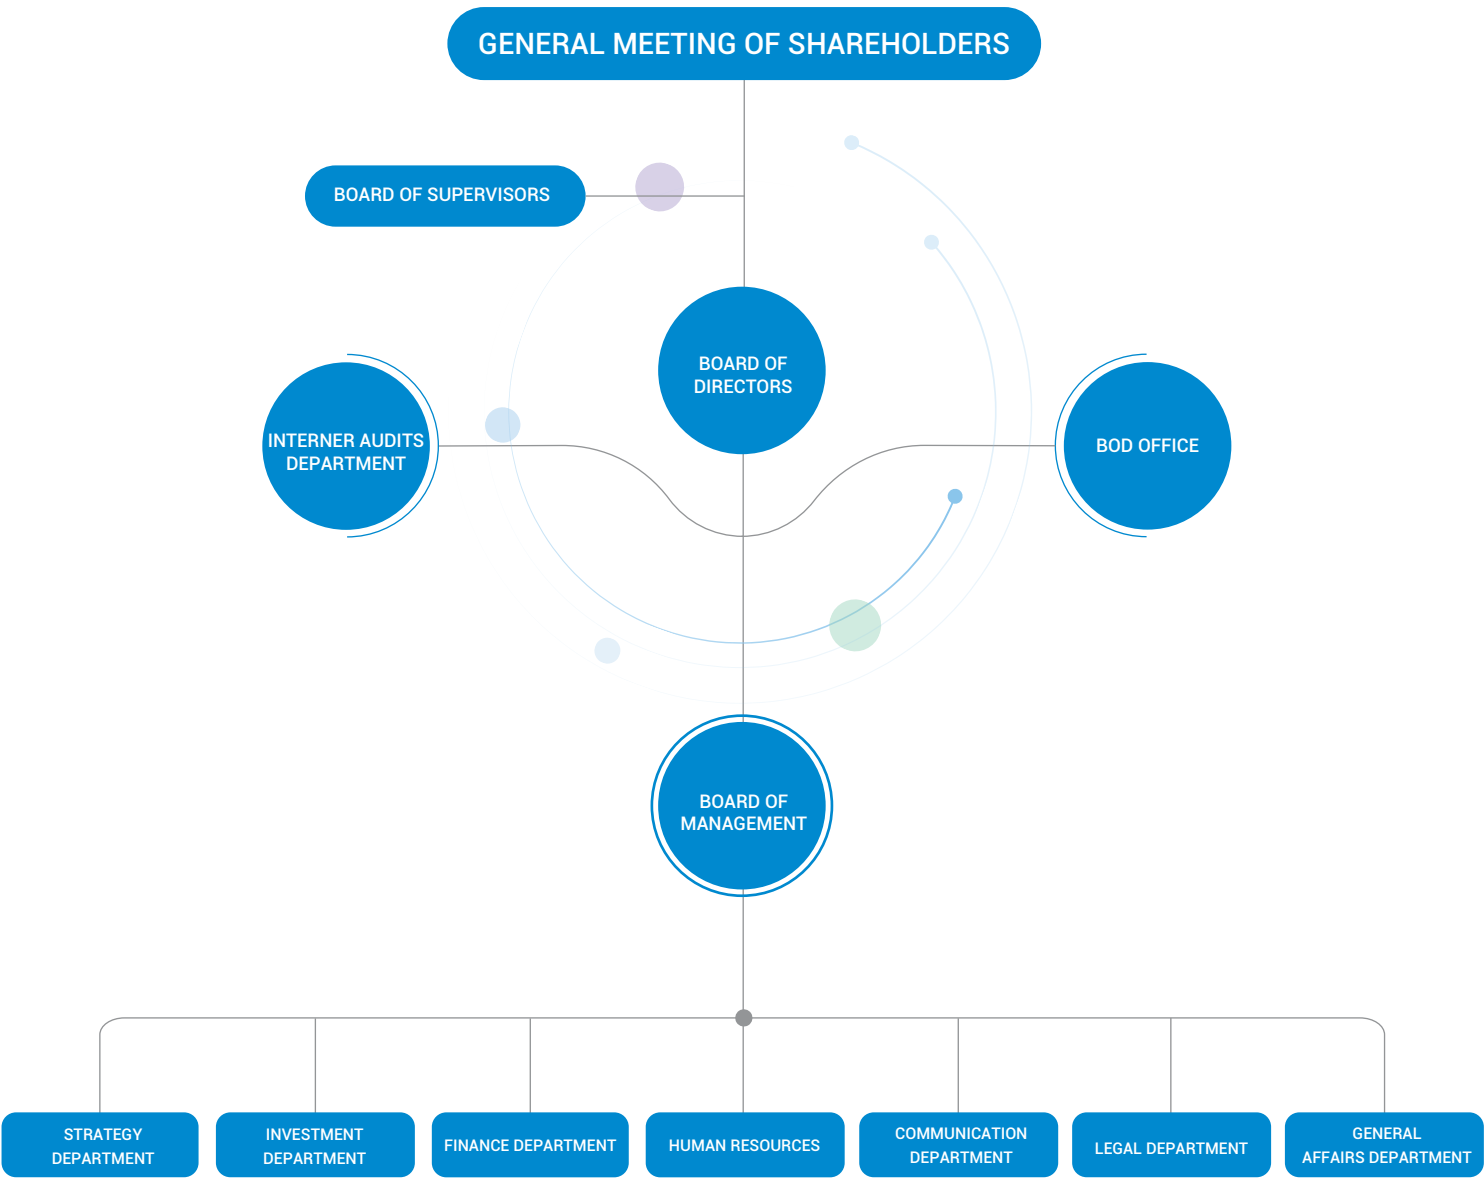 GENERAL MEETING OF SHAREHOLDERS
BOARD OF SUPERVISORS
BOARD OF
DIRECTORS
INTERNER AUDITS
DEPARTMENT
BOD OFFICE
BOARD OF
MANAGEMENT
STRATEGY
DEPARTMENT
INVESTMENT
DEPARTMENT
FINANCE DEPARTMENT
HUMAN RESOURCES
COMMUNICATION
DEPARTMENT
LEGAL DEPARTMENT
GENERAL
AFFAIRS DEPARTMENT